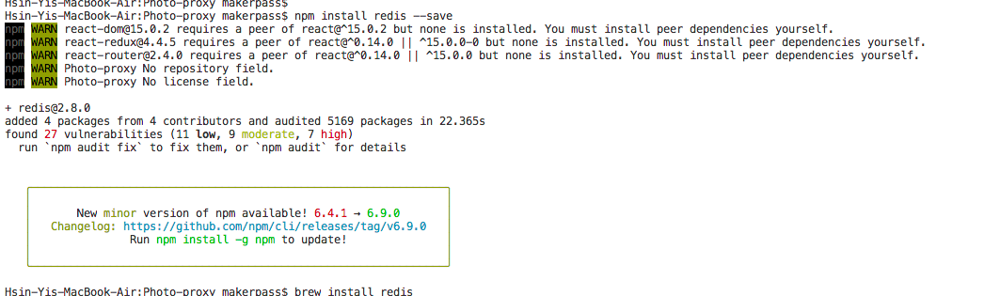 Hsin-Yis-MacBook-Air:Photo-proxy makerpass$
Hsin-Yis-MacBook-Air:Photo-proxy makerpass$ npm install redis --save
npm WARN react-dom@15.0.2 requires a peer of react@^15.0.2 but none is installed. You must install peer dependencies yourself.
npm WARN react-redux@4.4.5 requires a peer of react@^0.14.0 || ^15.0.0-0 but none is installed. You must install peer dependencies yourself.
npm WARN react-router@2.4.0 requires a peer of react@^0.14.0 || ^15.0.0 but none is installed. You must install peer dependencies yourself.
npm WARN Photo-proxy No repository field.
npm WARN Photo-proxy No license field.
+ redis@2.8.0
added 4 packages from 4 contributors and audited 5169 packages in 22.365s
found 27 vulnerabilities (11 low, 9 moderate, 7 high)
run `npm audit fix` to fix them, or `npm audit` for details
New minor version of npm available! 6.4.1 → 6.9.0
Changelog: https://github.com/npm/cli/releases/tag/v6.9.0
Run npm install -g npm to update!
Hsin-Yis-MacBook-Air:Photo-proxy makerpass$ brew install redis